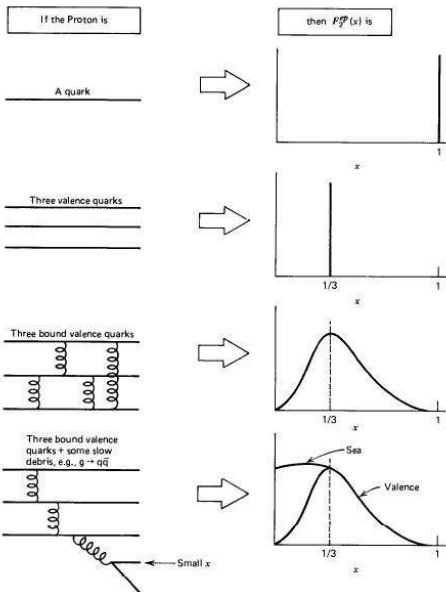 If the Proton is
then F₂ᵉᵖ(x) is
A quark
1
x
Three valence quarks
1/3
1
x
Three bound valence quarks
1/3
1
x
Three bound valence
quarks + some slow
debris, e.g., g → qq̄
Small x
Sea
Valence
1/3
1
x